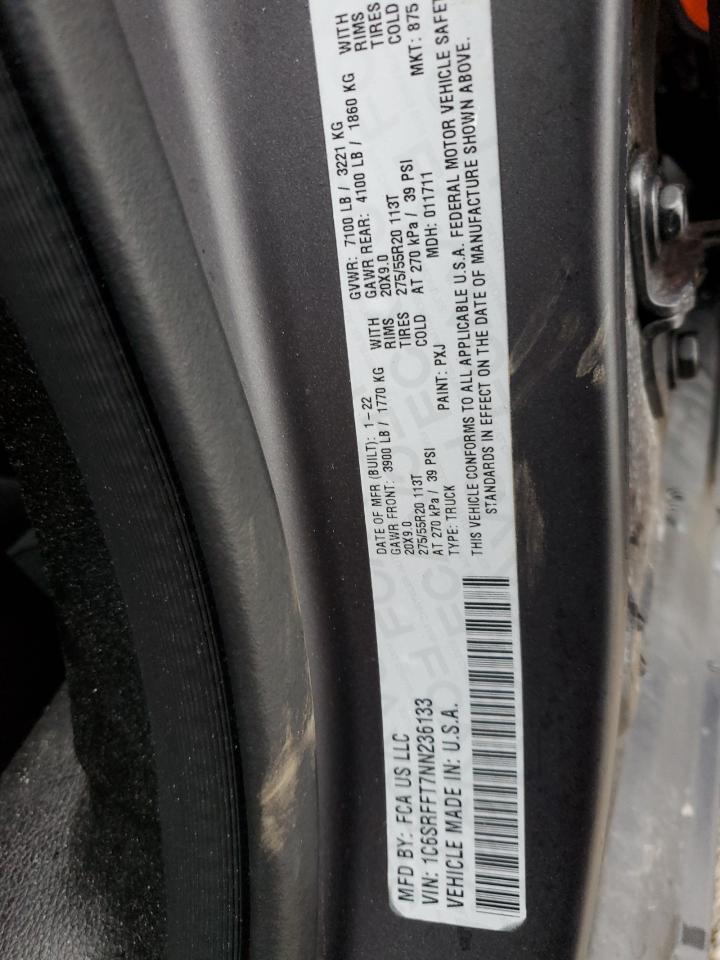 MFD BY: FCA US LLC
VIN: 1C6SRFFT7NN236133
VEHICLE MADE IN: U.S.A.
DATE OF MFR (BUILT): 1-22 GVWR: 7100 LB / 3221 KG
GAWR FRONT: 3900 LB / 1770 KG WITH GAWR REAR: 4100 LB / 1860 KG WITH
20X9.0 RIMS 20X9.0 RIMS
275/55R20 113T TIRES 275/55R20 113T TIRES
AT 270 kPa / 39 PSI COLD AT 270 kPa / 39 PSI COLD
TYPE: TRUCK PAINT: PXJ MDH: 011711 MKT: 875
THIS VEHICLE CONFORMS TO ALL APPLICABLE U.S.A. FEDERAL MOTOR VEHICLE SAFET
STANDARDS IN EFFECT ON THE DATE OF MANUFACTURE SHOWN ABOVE.